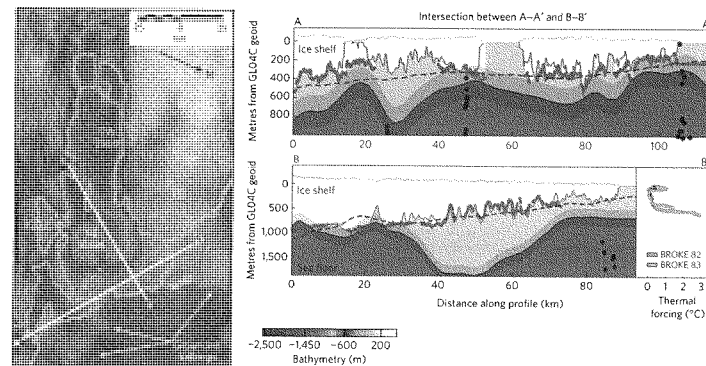 Intersection between A–A' and B–B'
A
A
Metres from GL04C geoid
0
200
400
600
800
Ice shelf
0 20 40 60 80 100
B
B
Metres from GL04C geoid
0
500
1,000
1,500
Ice shelf
0 20 40 60 80
Distance along profile (km)
BROKE 82
BROKE 83
0 1 2 3
Thermal
forcing (°C)
−2,500 −1,450 −600 200
Bathymetry (m)